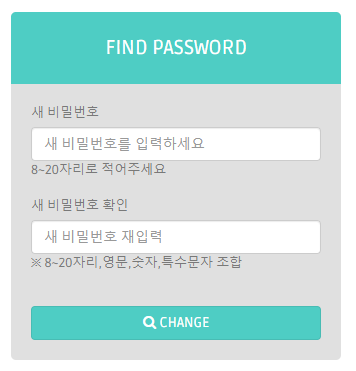 FIND PASSWORD
새 비밀번호
새 비밀번호를 입력하세요
8~20자리로 적어주세요
새 비밀번호 확인
새 비밀번호 재입력
※ 8~20자리,영문,숫자,특수문자 조합
CHANGE